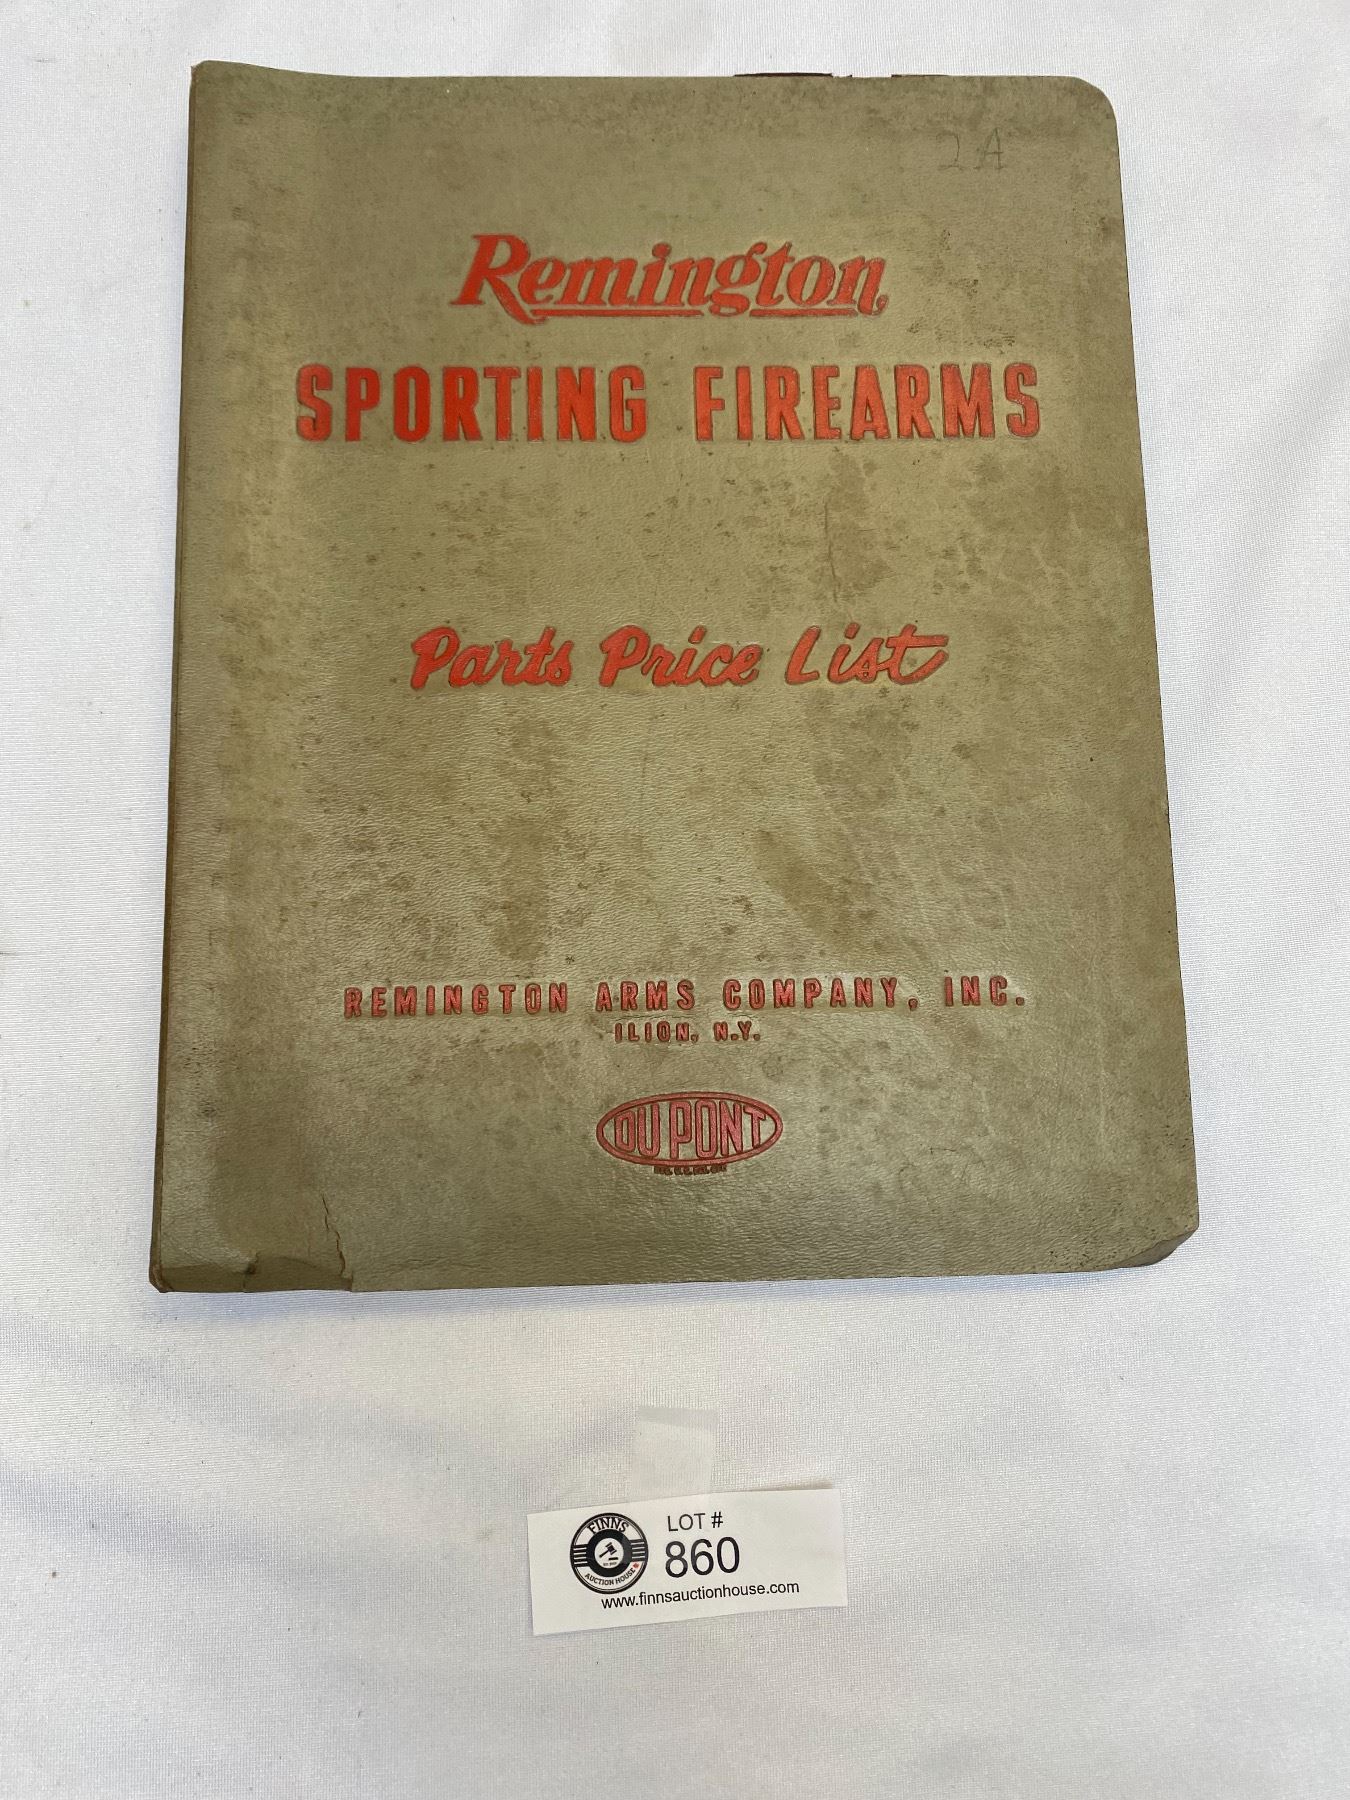 2A
Remington
SPORTING FIREARMS
Parts Price List
REMINGTON ARMS COMPANY, INC.
ILION, N.Y.
DU PONT
FINNS
AUCTION HOUSE
LOT #
860
www.finnsauctionhouse.com